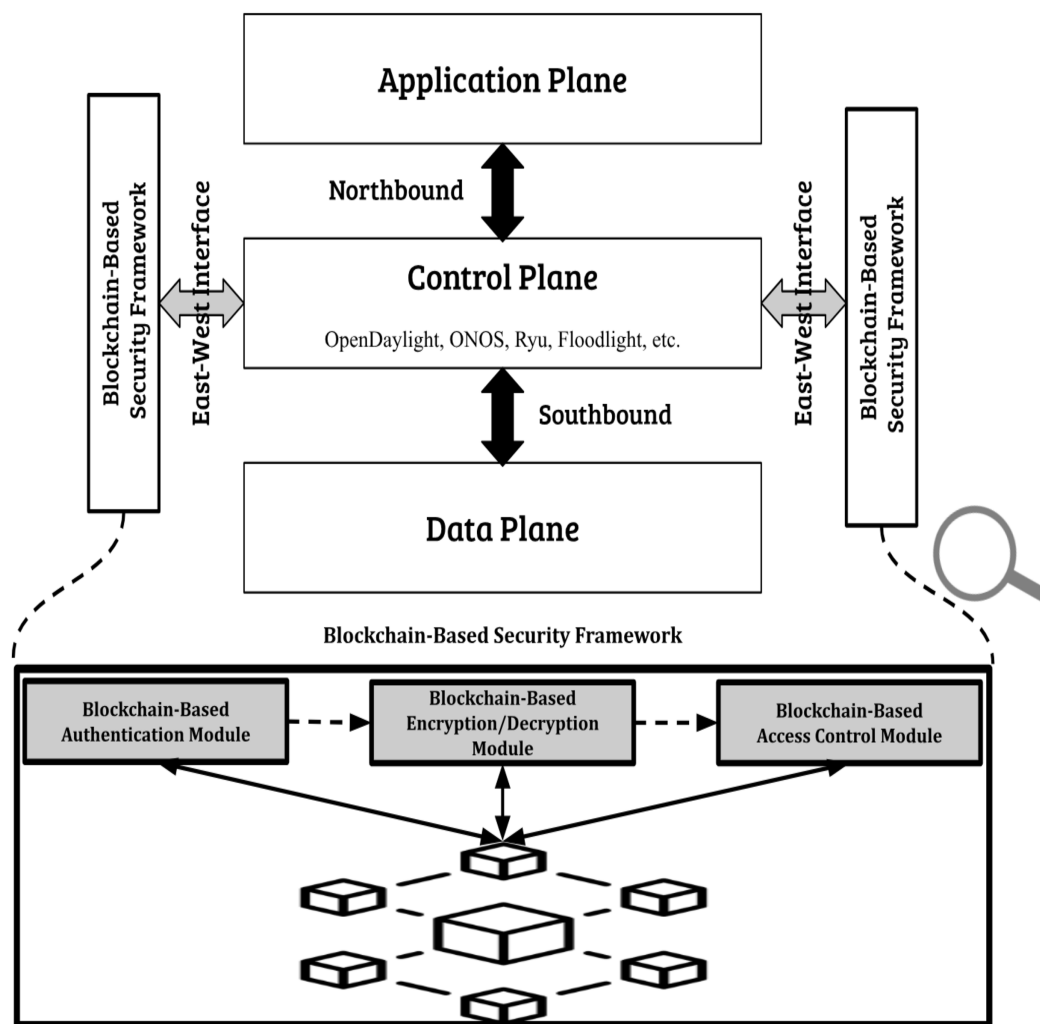 Application Plane
Northbound
Blockchain-Based
Security Framework
East-West Interface
Control Plane
OpenDaylight, ONOS, Ryu, Floodlight, etc.
East-West Interface
Blockchain-Based
Security Framework
Southbound
Data Plane
Blockchain-Based Security Framework
Blockchain-Based
Authentication Module
Blockchain-Based
Encryption/Decryption
Module
Blockchain-Based
Access Control Module